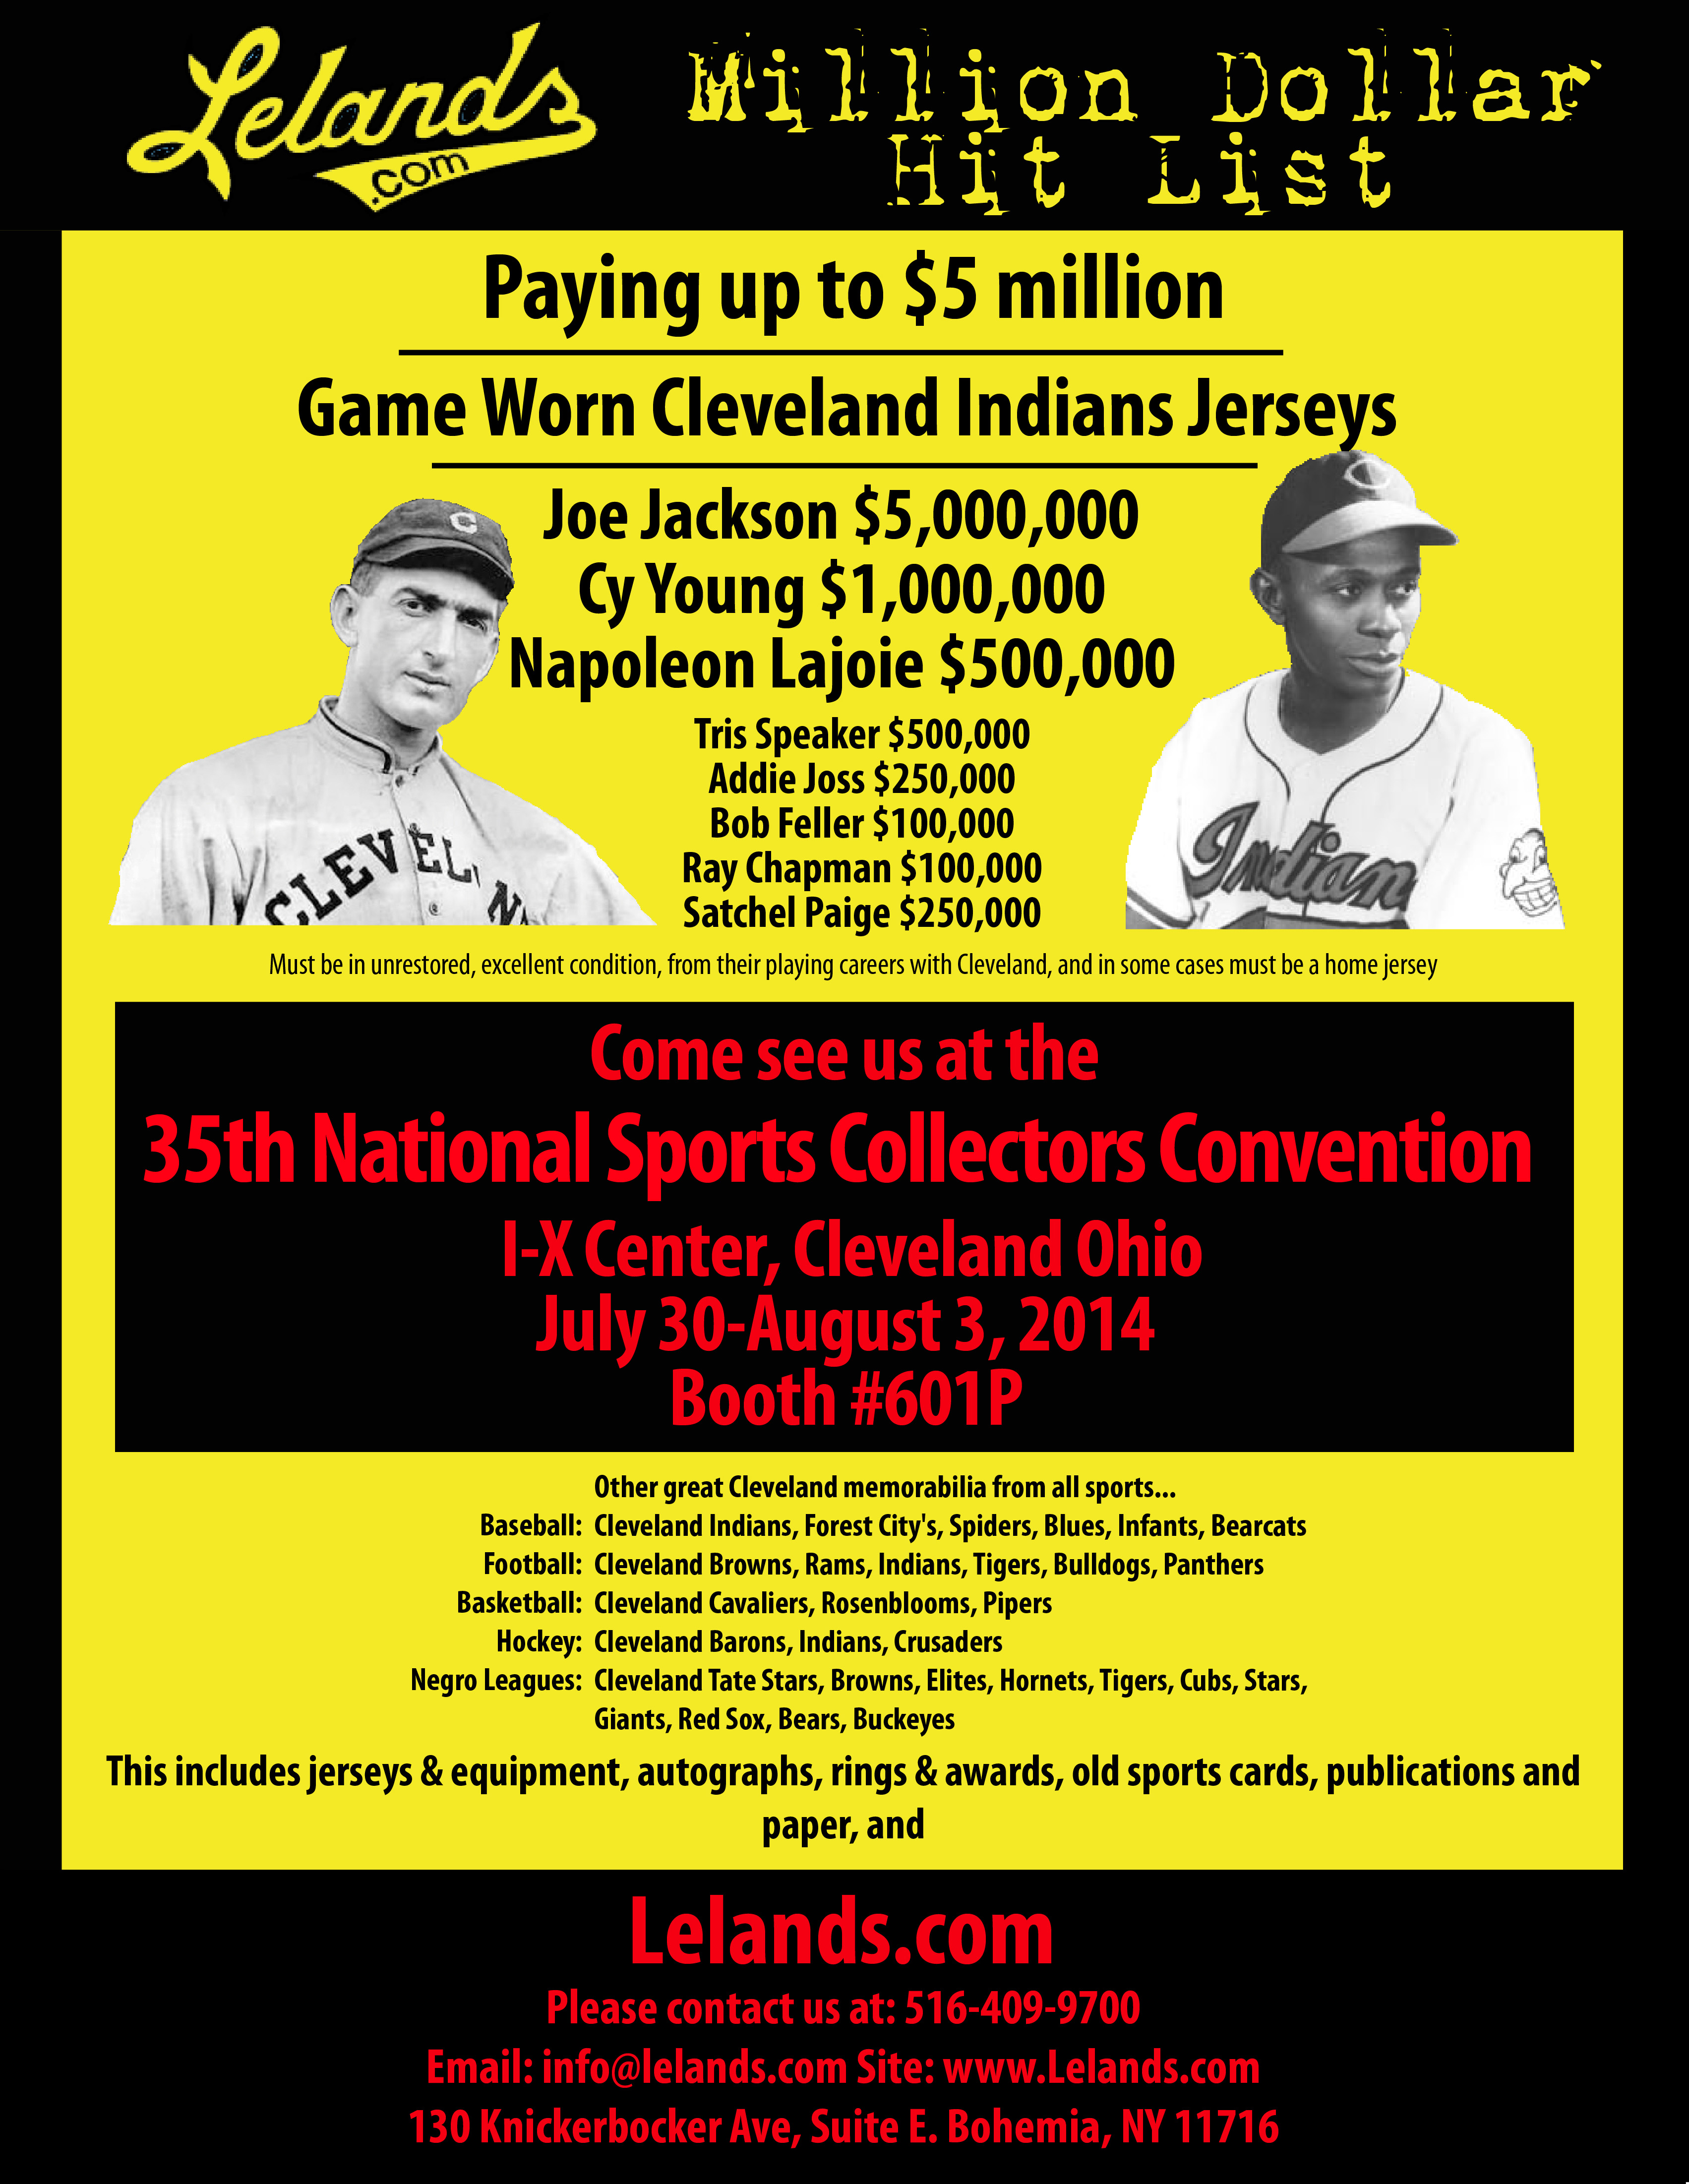 Lelands
.com
Million Dollar
Hit List
Paying up to $5 million
Game Worn Cleveland Indians Jerseys
Joe Jackson $5,000,000
Cy Young $1,000,000
Napoleon Lajoie $500,000
Tris Speaker $500,000
Addie Joss $250,000
Bob Feller $100,000
Ray Chapman $100,000
Satchel Paige $250,000
C
CLEVEL N
C
Indian
Must be in unrestored, excellent condition, from their playing careers with Cleveland, and in some cases must be a home jersey
Come see us at the
35th National Sports Collectors Convention
I-X Center, Cleveland Ohio
July 30-August 3, 2014
Booth #601P
Other great Cleveland memorabilia from all sports...
Baseball: Cleveland Indians, Forest City's, Spiders, Blues, Infants, Bearcats
Football: Cleveland Browns, Rams, Indians, Tigers, Bulldogs, Panthers
Basketball: Cleveland Cavaliers, Rosenblooms, Pipers
Hockey: Cleveland Barons, Indians, Crusaders
Negro Leagues: Cleveland Tate Stars, Browns, Elites, Hornets, Tigers, Cubs, Stars,
Giants, Red Sox, Bears, Buckeyes
This includes jerseys & equipment, autographs, rings & awards, old sports cards, publications and
paper, and
Lelands.com
Please contact us at: 516-409-9700
Email: info@lelands.com Site: www.Lelands.com
130 Knickerbocker Ave, Suite E. Bohemia, NY 11716